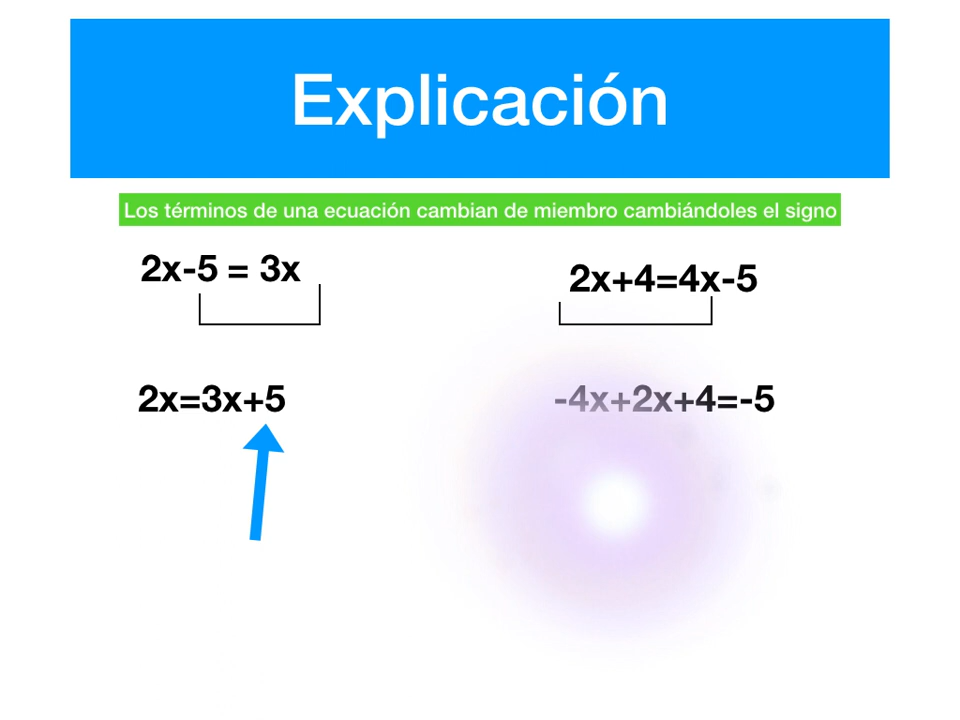 Explicación
Los términos de una ecuación cambian de miembro cambiándoles el signo
2x-5 = 3x
2x+4=4x-5
2x=3x+5
-4x+2x+4=-5